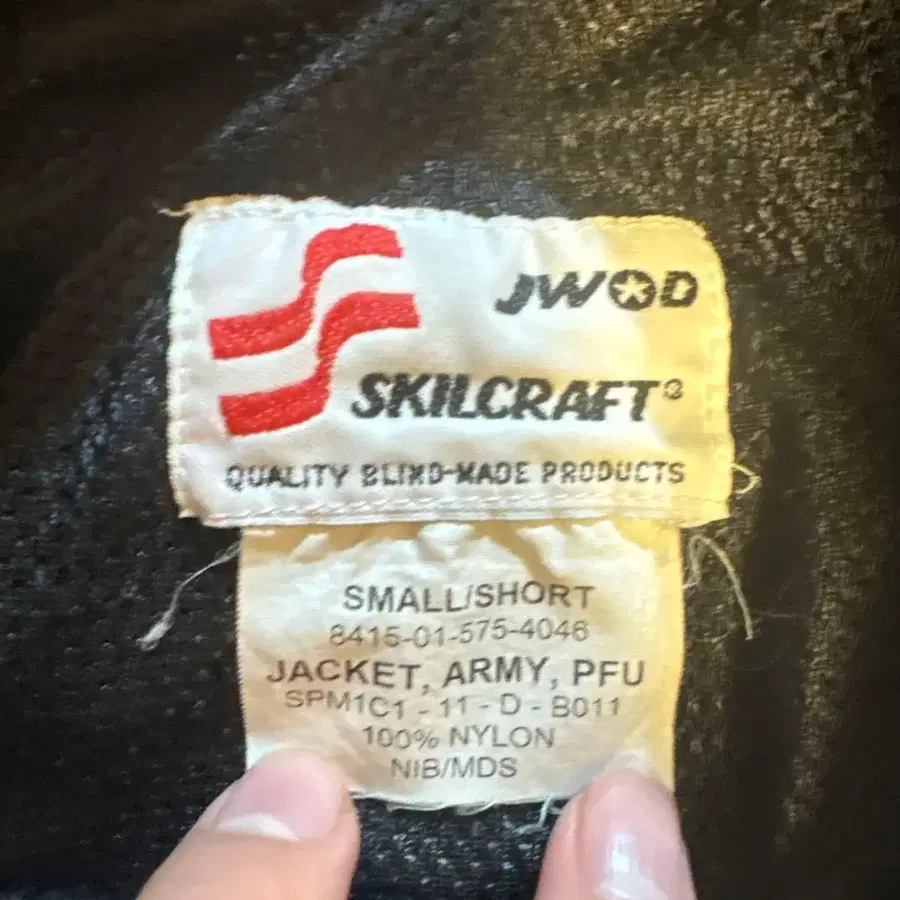 JWOD
SKILCRAFT®
QUALITY BLIND-MADE PRODUCTS
SMALL/SHORT
8415-01-575-4046
JACKET, ARMY, PFU
SPM1C1 - 11 - D - B011
100% NYLON
NIB/MDS